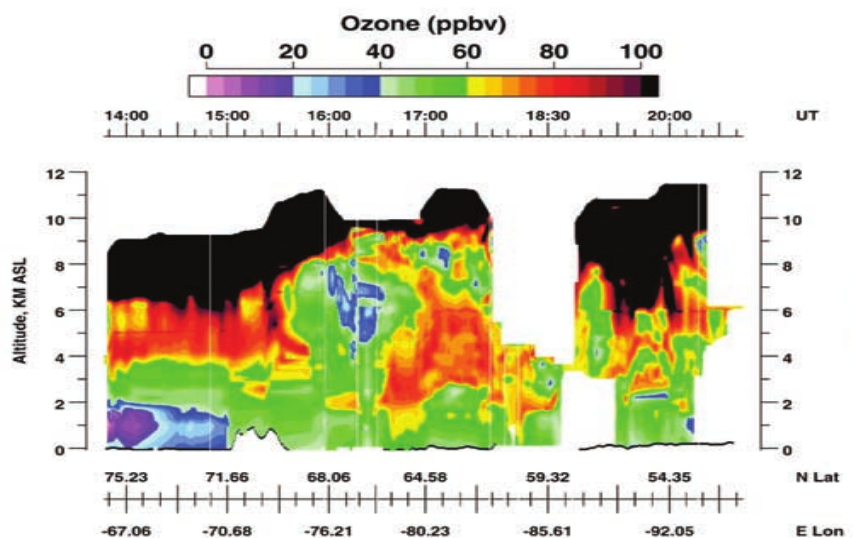 Ozone (ppbv)
0 20 40 60 80 100
14:00 15:00 16:00 17:00 18:30 20:00 UT
12 12
10 10
8 8
6 6
4 4
2 2
0 0
Altitude, KM ASL
75.23 71.66 68.06 64.58 59.32 54.35 N Lat
-67.06 -70.68 -76.21 -80.23 -85.61 -92.05 E Lon